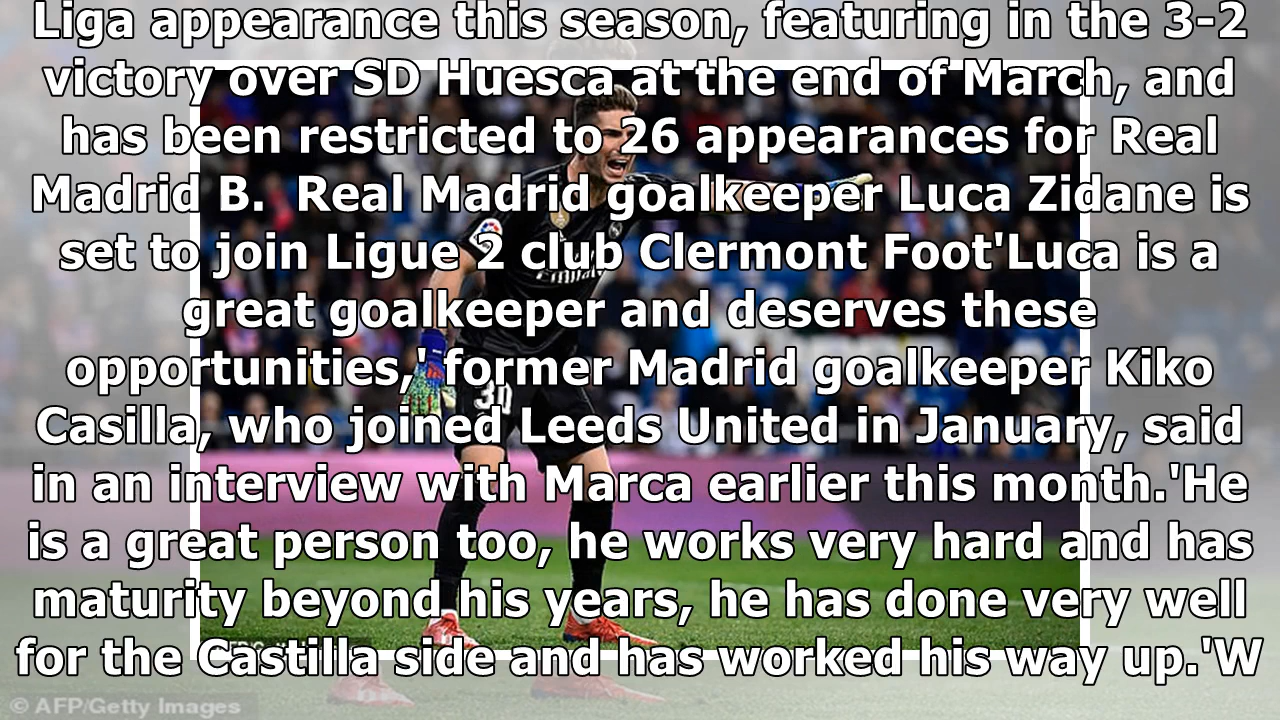 Liga appearance this season, featuring in the 3-2
victory over SD Huesca at the end of March, and
has been restricted to 26 appearances for Real
Madrid B.  Real Madrid goalkeeper Luca Zidane is
set to join Ligue 2 club Clermont Foot'Luca is a
great goalkeeper and deserves these
opportunities,' former Madrid goalkeeper Kiko
Casilla, who joined Leeds United in January, said
in an interview with Marca earlier this month.'He
is a great person too, he works very hard and has
maturity beyond his years, he has done very well
for the Castilla side and has worked his way up.'W
30
© AFP/Getty Images